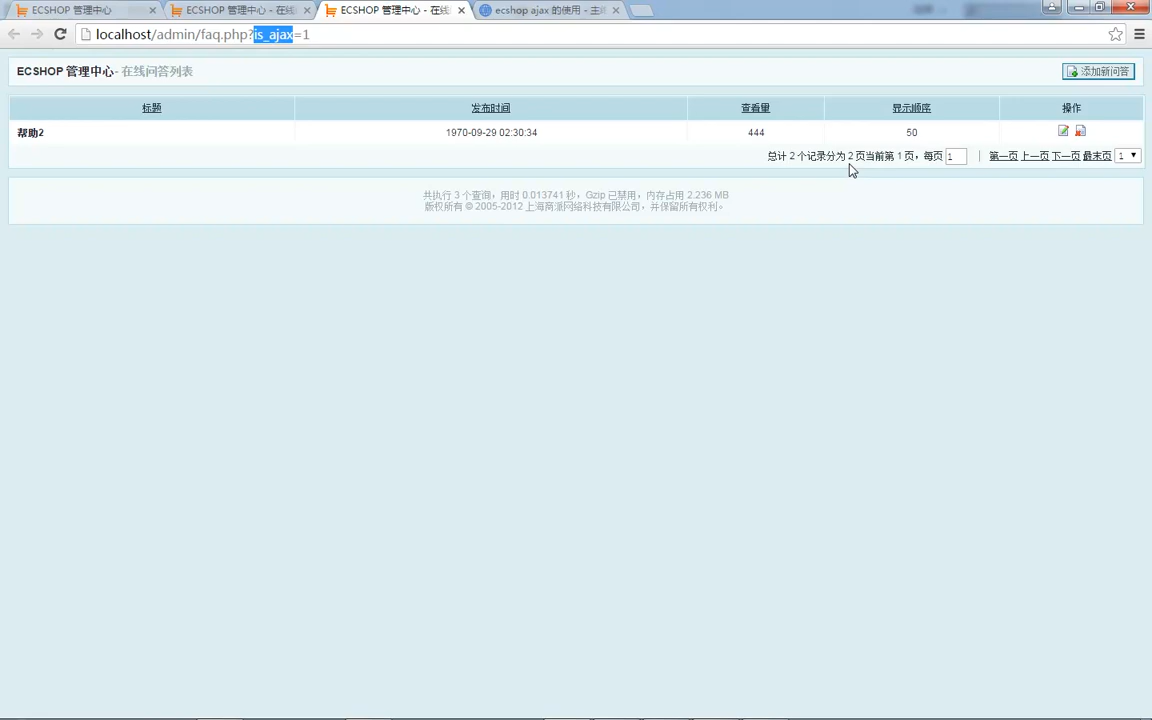 ECSHOP 管理中心
ECSHOP 管理中心 - 在线
ECSHOP 管理中心 - 在线
ecshop ajax 的使用 - 主
localhost/admin/faq.php?is_ajax=1
ECSHOP 管理中心 - 在线问答列表
添加新问答
标题 发布时间 查看量 显示顺序 操作
帮助2 1970-09-29 02:30:34 444 50
总计 2 个记录分为 2 页当前第 1 页，每页 1 | 第一页 上一页 下一页 最末页 1
共执行 3 个查询，用时 0.013741 秒，Gzip 已禁用，内存占用 2.236 MB
版权所有 © 2005-2012 上海商派网络科技有限公司，并保留所有权利。